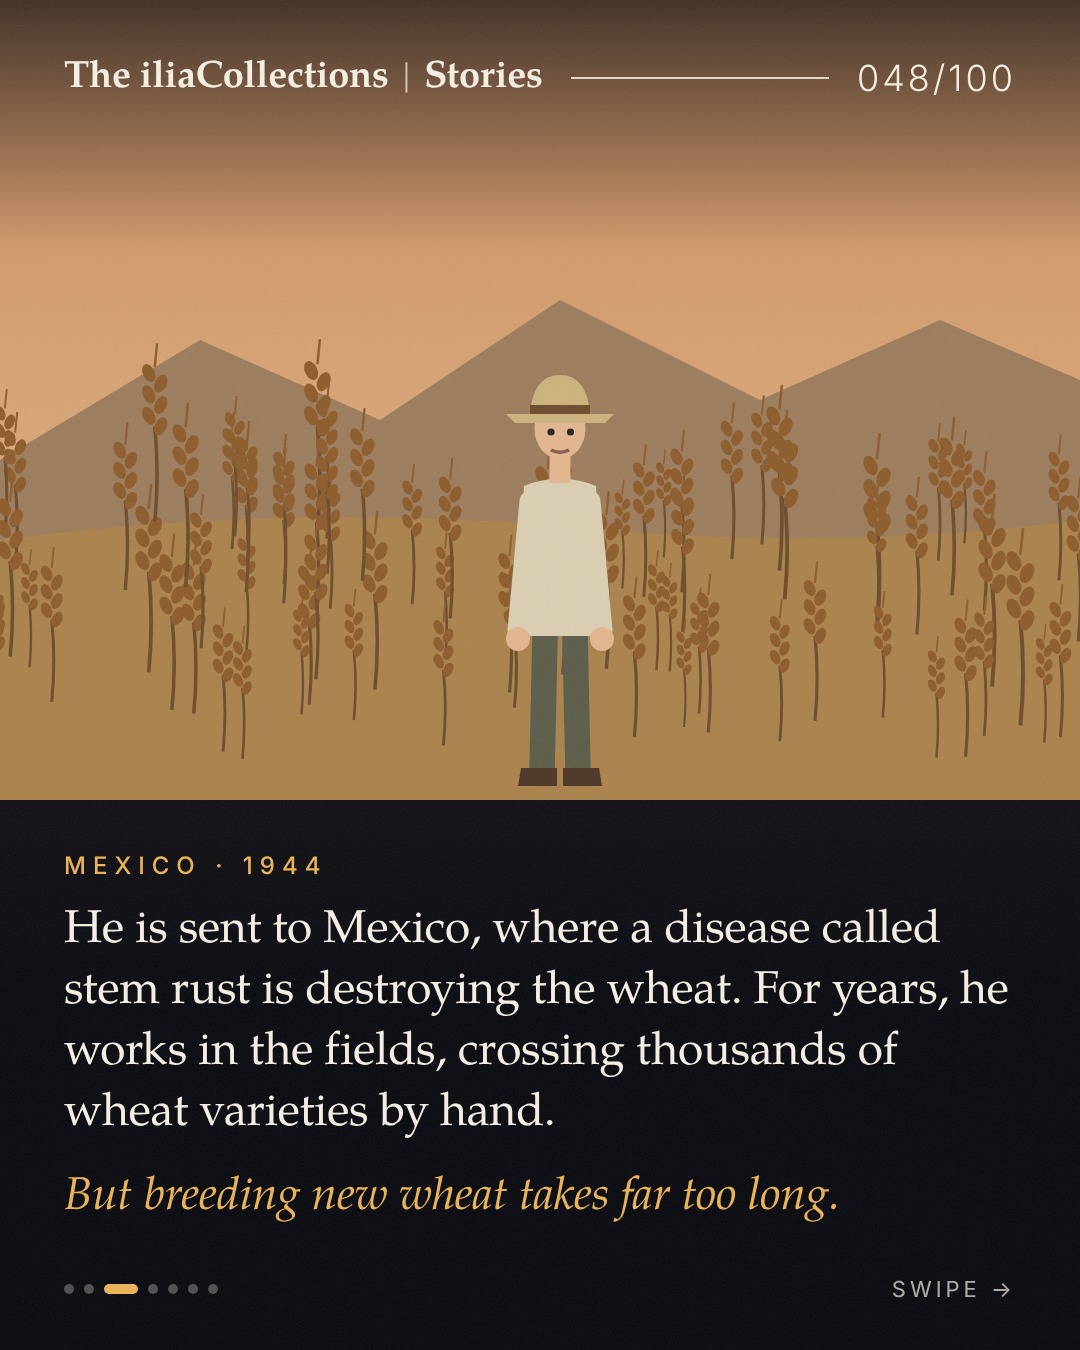 The iliaCollections | Stories
048/100
MEXICO · 1944
He is sent to Mexico, where a disease called
stem rust is destroying the wheat. For years, he
works in the fields, crossing thousands of
wheat varieties by hand.
But breeding new wheat takes far too long.
SWIPE →